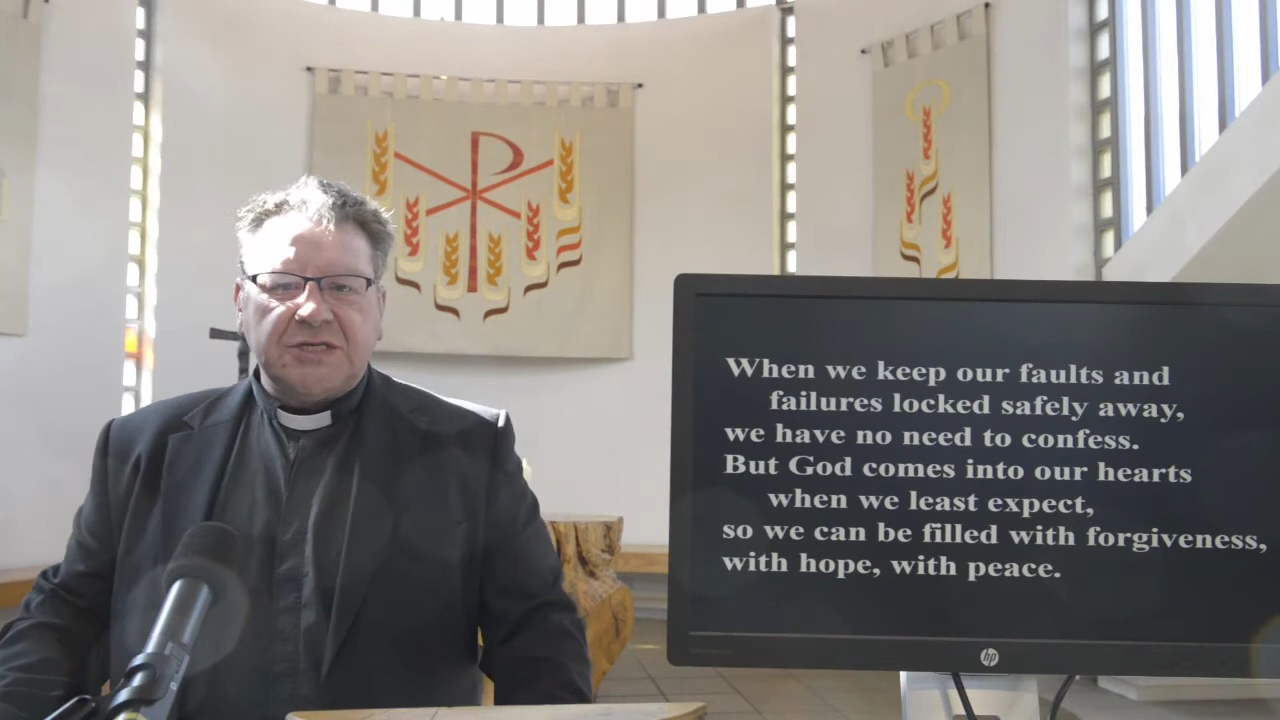 When we keep our faults and
failures locked safely away,
we have no need to confess.
But God comes into our hearts
when we least expect,
so we can be filled with forgiveness,
with hope, with peace.
hp